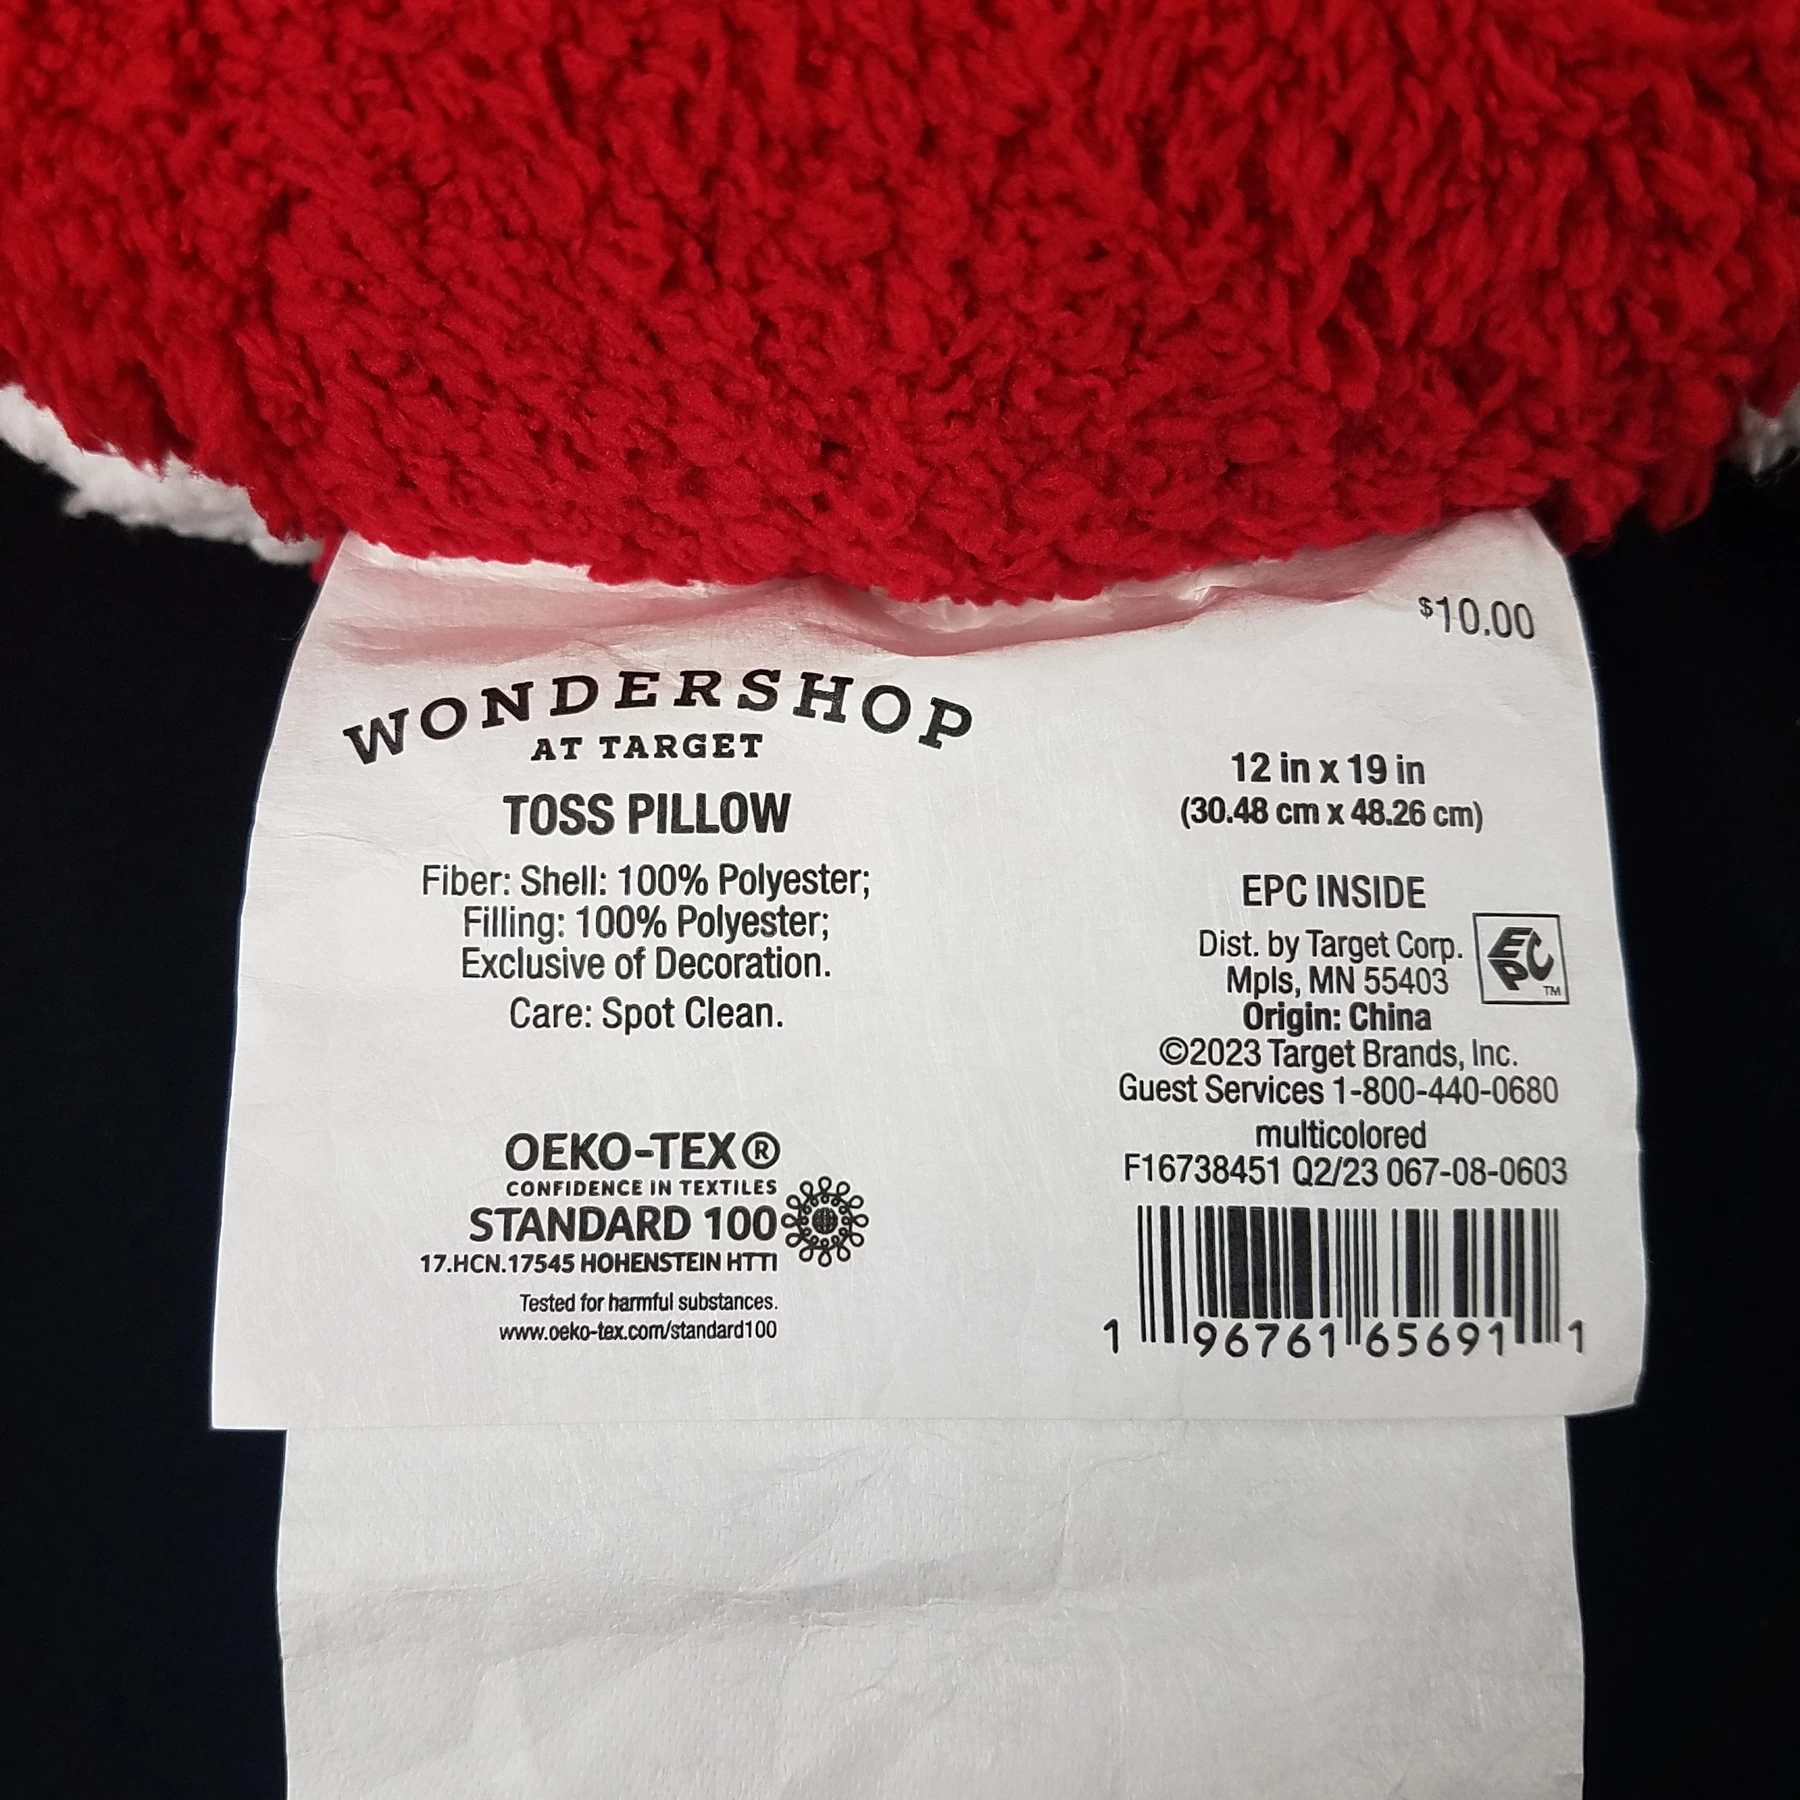 $10.00
WONDERSHOP
AT TARGET
TOSS PILLOW
Fiber: Shell: 100% Polyester;
Filling: 100% Polyester;
Exclusive of Decoration.
Care: Spot Clean.
OEKO-TEX®
CONFIDENCE IN TEXTILES
STANDARD 100
17.HCN.17545 HOHENSTEIN HTTI
Tested for harmful substances.
www.oeko-tex.com/standard100
12 in x 19 in
(30.48 cm x 48.26 cm)
EPC INSIDE
Dist. by Target Corp.
Mpls, MN 55403
EPC™
Origin: China
©2023 Target Brands, Inc.
Guest Services 1-800-440-0680
multicolored
F16738451 Q2/23 067-08-0603
1 96761 65691 1